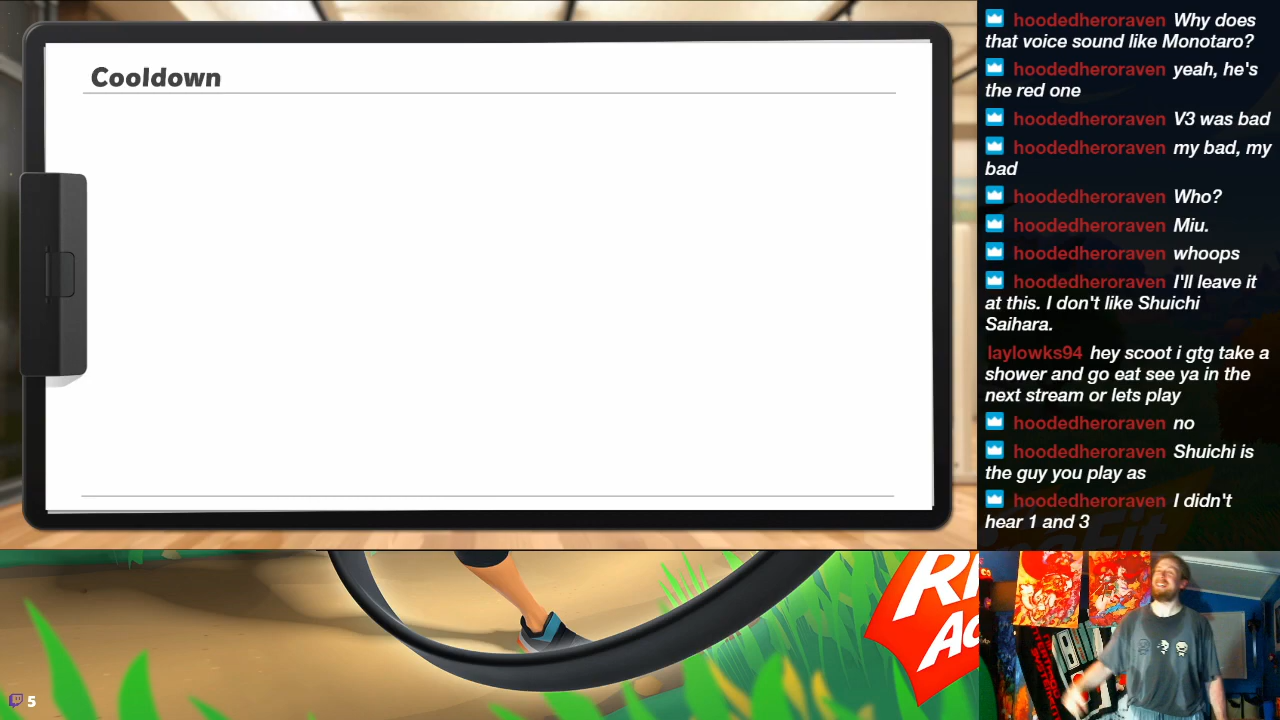 Cooldown
hoodedheroraven Why does
that voice sound like Monotaro?
hoodedheroraven yeah, he's
the red one
hoodedheroraven V3 was bad
hoodedheroraven my bad, my
bad
hoodedheroraven Who?
hoodedheroraven Miu.
hoodedheroraven whoops
hoodedheroraven I'll leave it
at this. I don't like Shuichi
Saihara.
laylowks94 hey scoot i gtg take a
shower and go eat see ya in the
next stream or lets play
hoodedheroraven no
hoodedheroraven Shuichi is
the guy you play as
hoodedheroraven I didn't
hear 1 and 3
5